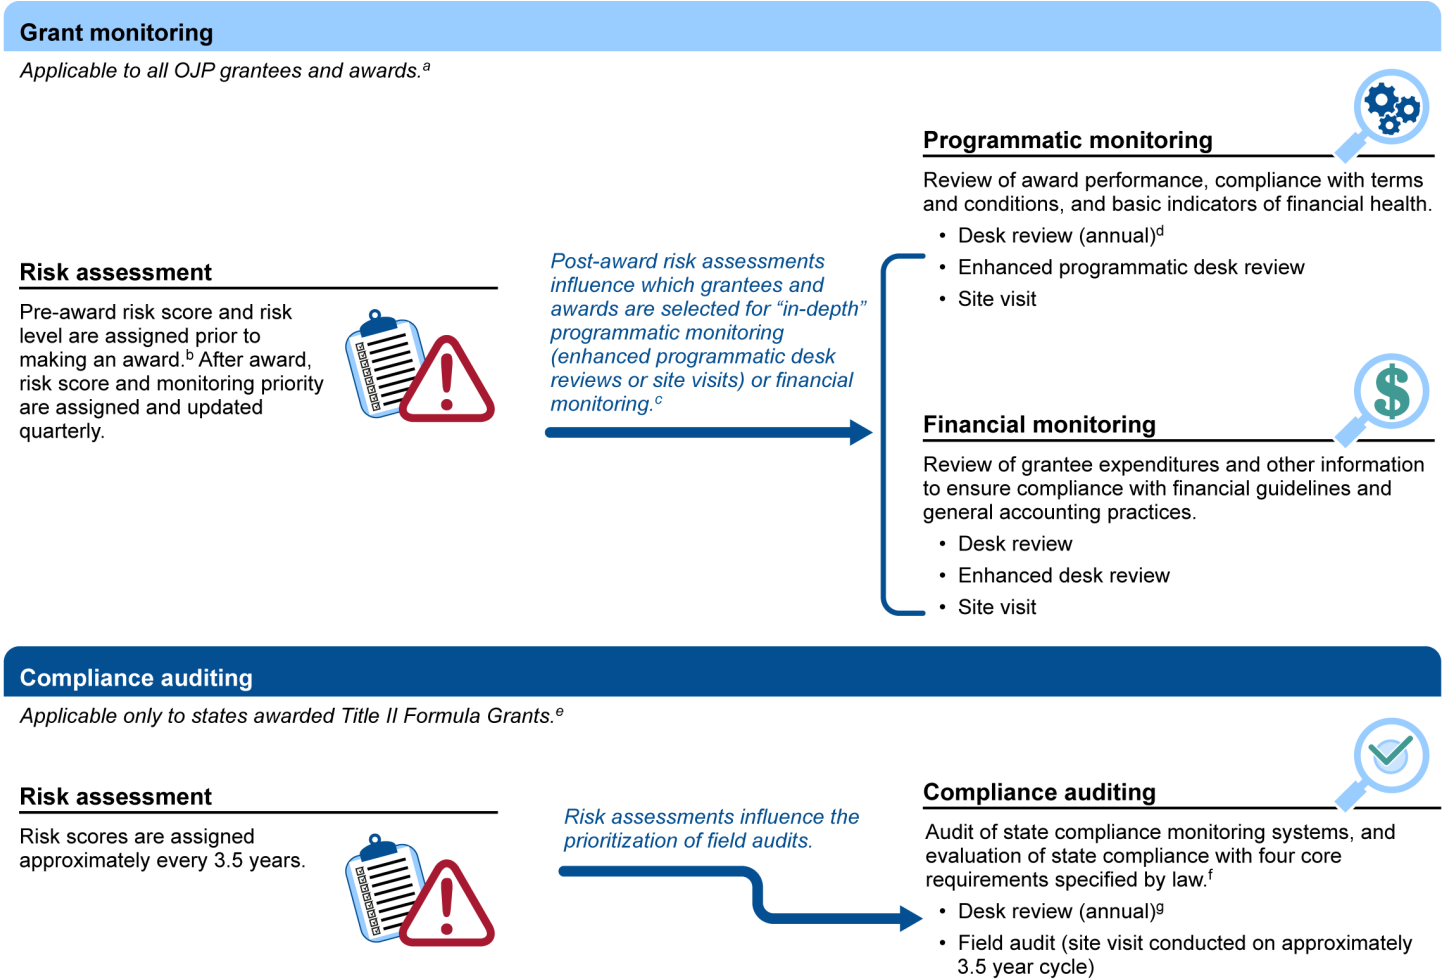 Grant monitoring
Applicable to all OJP grantees and awards.a
Risk assessment
Pre-award risk score and risk
level are assigned prior to
making an award.b After award,
risk score and monitoring priority
are assigned and updated
quarterly.
Post-award risk assessments
influence which grantees and
awards are selected for “in-depth”
programmatic monitoring
(enhanced programmatic desk
reviews or site visits) or financial
monitoring.c
Programmatic monitoring
Review of award performance, compliance with terms
and conditions, and basic indicators of financial health.
• Desk review (annual)d
• Enhanced programmatic desk review
• Site visit
$
Financial monitoring
Review of grantee expenditures and other information
to ensure compliance with financial guidelines and
general accounting practices.
• Desk review
• Enhanced desk review
• Site visit
Compliance auditing
Applicable only to states awarded Title II Formula Grants.e
Risk assessment
Risk scores are assigned
approximately every 3.5 years.
Risk assessments influence the
prioritization of field audits.
Compliance auditing
Audit of state compliance monitoring systems, and
evaluation of state compliance with four core
requirements specified by law.f
• Desk review (annual)g
• Field audit (site visit conducted on approximately
3.5 year cycle)